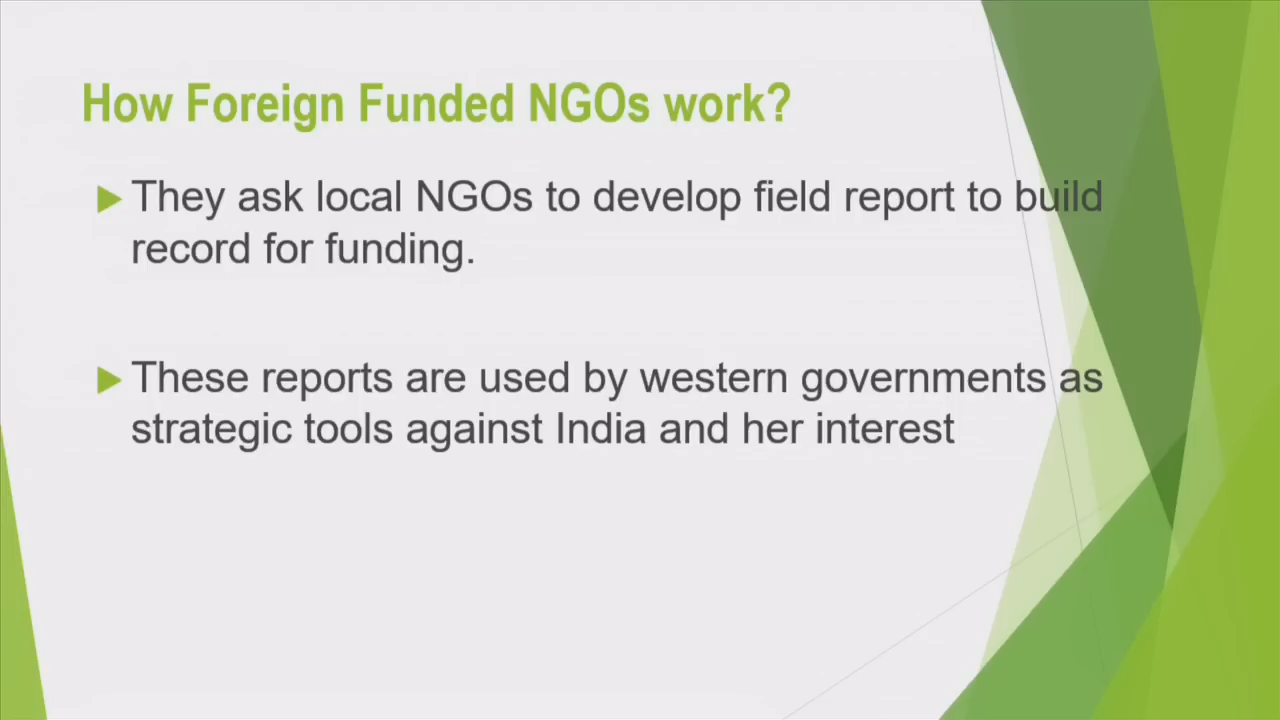 How Foreign Funded NGOs work?
They ask local NGOs to develop field report to build
record for funding.
These reports are used by western governments as
strategic tools against India and her interest